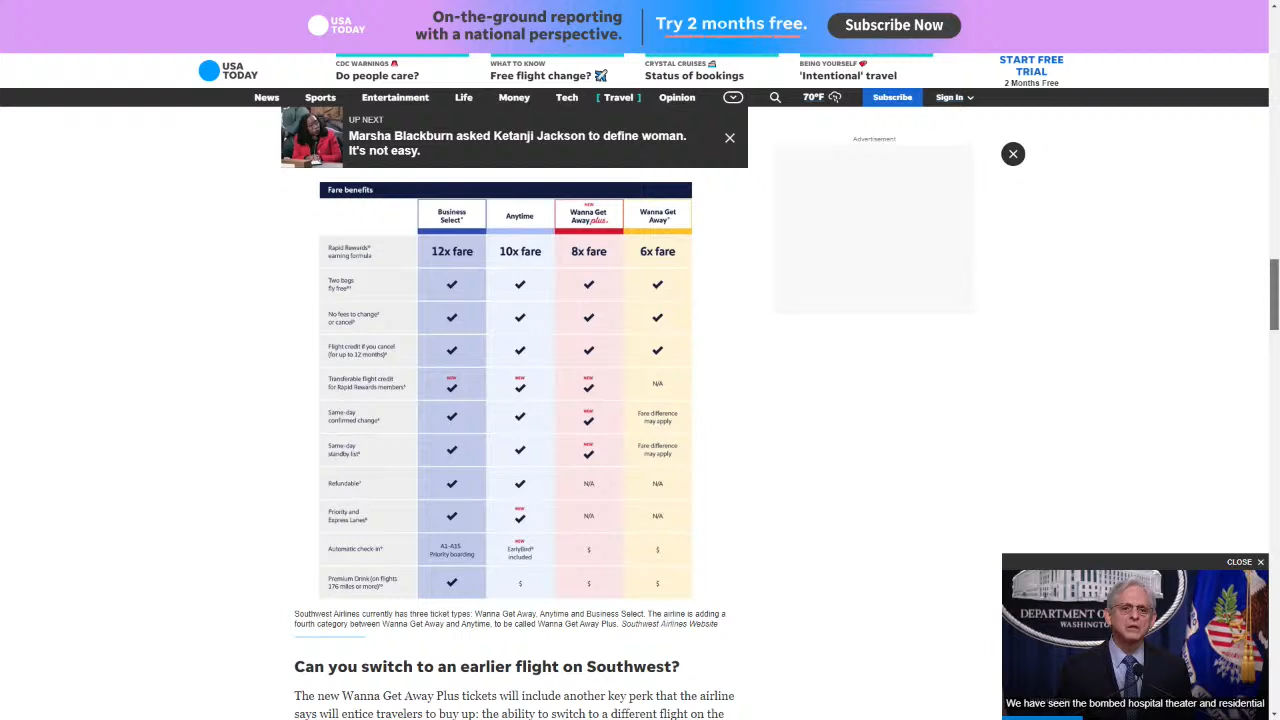 USA
TODAY
On-the-ground reporting
with a national perspective.
Try 2 months free.
Subscribe Now
USA
TODAY
CDC WARNINGS
Do people care?
WHAT TO KNOW
Free flight change?
CRYSTAL CRUISES
Status of bookings
BEING YOURSELF
'Intentional' travel
START FREE
TRIAL
2 Months Free
News Sports Entertainment Life Money Tech [ Travel ] Opinion 70°F Subscribe Sign In
UP NEXT
Marsha Blackburn asked Ketanji Jackson to define woman.
It's not easy.
Advertisement
Fare benefits
Business
Select®
Anytime
NEW
Wanna Get
Away plus™
Wanna Get
Away®
Rapid Rewards®
earning formula
12x fare 10x fare 8x fare 6x fare
Two bags
fly free®
No fees to change
or cancel
Flight credit if you cancel
(for up to 12 months)
Transferable flight credit
for Rapid Rewards members
NEW NEW NEW N/A
Same-day
confirmed change
NEW
Fare difference
may apply
Same-day
standby list
NEW
Fare difference
may apply
Refundable
N/A N/A
Priority and
Express Lanes
NEW N/A N/A
Automatic check-in
A1-A15
Priority boarding
NEW
EarlyBird®
included
$ $
Premium Drink (on flights
176 miles or more)
$ $ $
Southwest Airlines currently has three ticket types: Wanna Get Away, Anytime and Business Select. The airline is adding a
fourth category between Wanna Get Away and Anytime, to be called Wanna Get Away Plus. Southwest Airlines Website
Can you switch to an earlier flight on Southwest?
The new Wanna Get Away Plus tickets will include another key perk that the airline
says will entice travelers to buy up: the ability to switch to a different flight on the
CLOSE
DEPARTMENT OF
WASHINGTON
We have seen the bombed hospital theater and residential